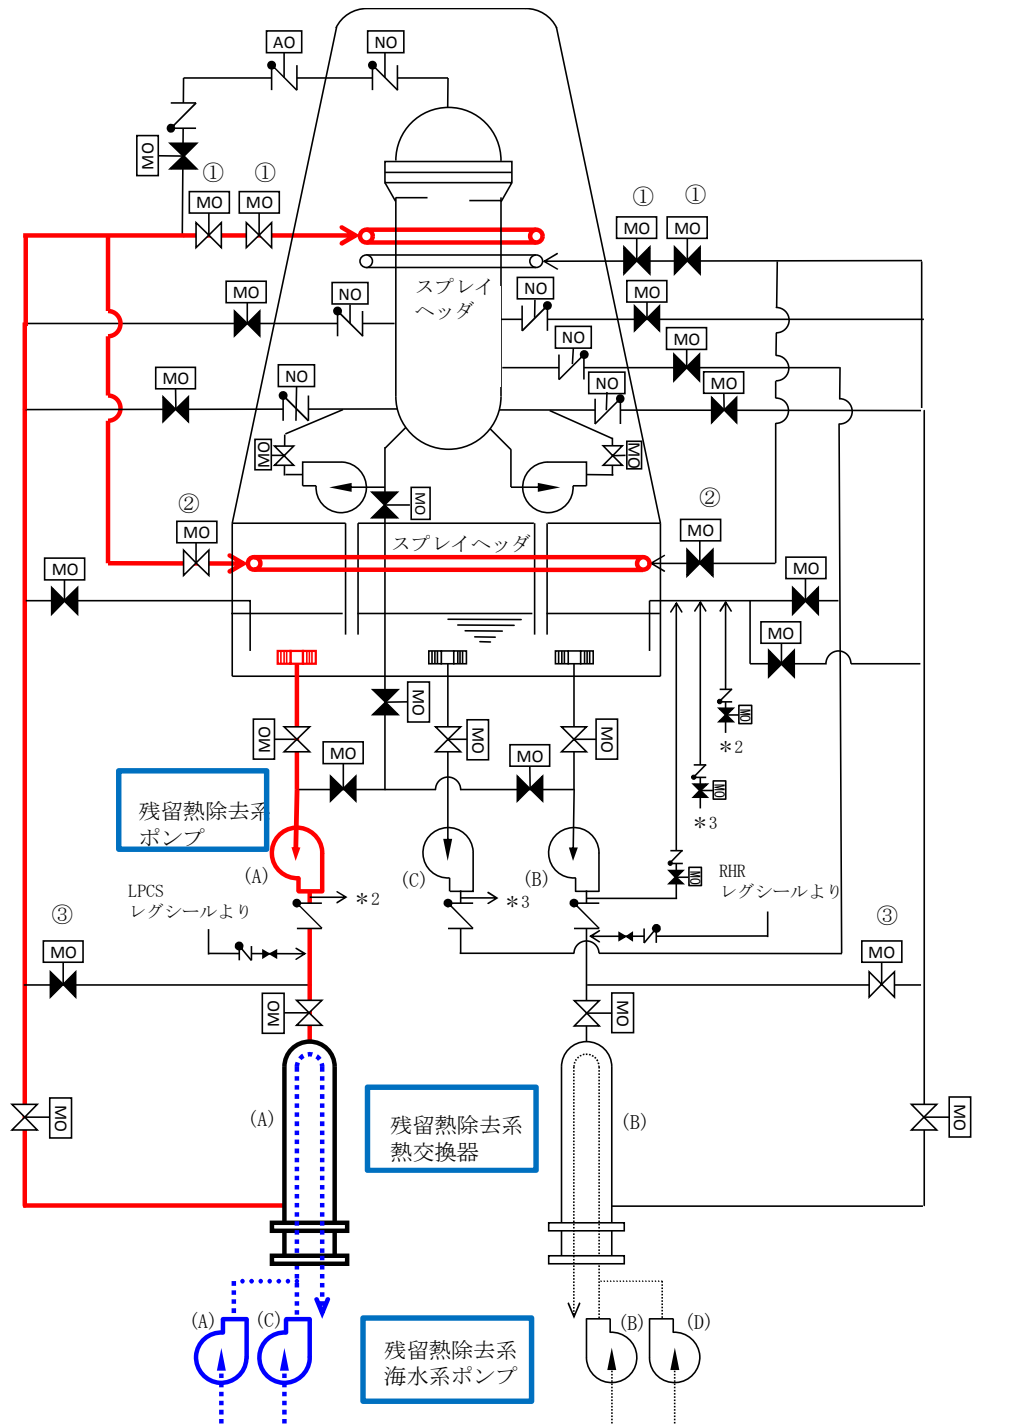 AO
NO
MO
①
①
MO
MO
①
①
MO
MO
スプレイ
ヘッダ
MO
NO
NO
MO
NO
MO
MO
NO
NO
MO
MO
MO
MO
②
MO
スプレイヘッダ
②
MO
MO
MO
MO
MO
MO
MO
MO
MO
MO
MO
*2
MO
*3
残留熱除去系
ポンプ
(A)
(C)
(B)
MO
RHR
レグシールより
LPCS
レグシールより
*2
*3
③
MO
③
MO
MO
MO
MO
(A)
残留熱除去系
熱交換器
(B)
MO
(A)
(C)
残留熱除去系
海水系ポンプ
(B)
(D)